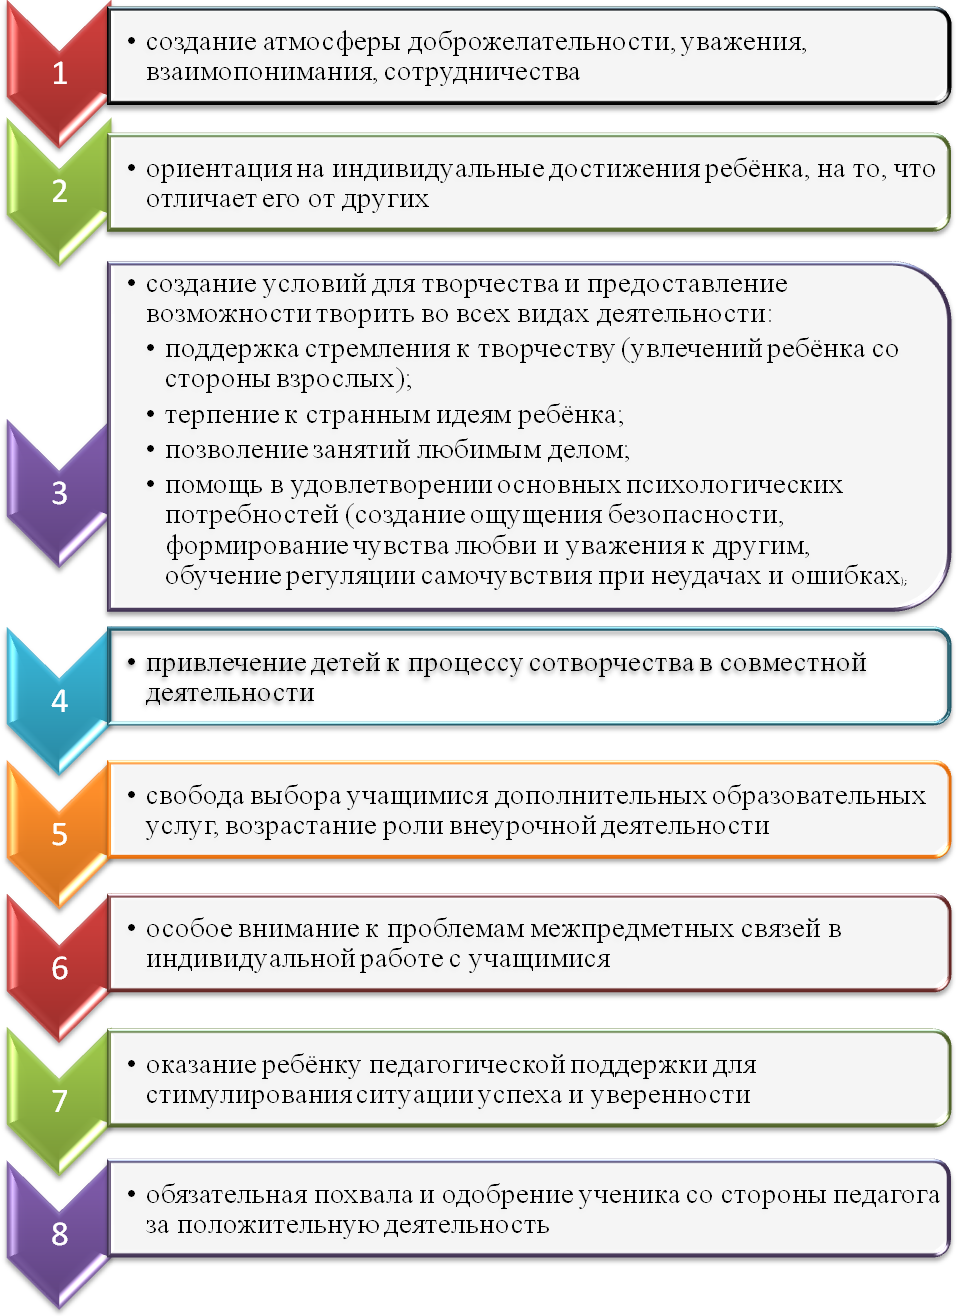 1
• создание атмосферы доброжелательности, уважения,
взаимопонимания, сотрудничества
2
• ориентация на индивидуальные достижения ребёнка, на то, что
отличает его от других
3
• создание условий для творчества и предоставление
возможности творить во всех видах деятельности:
• поддержка стремления к творчеству (увлечений ребёнка со
стороны взрослых);
• терпение к странным идеям ребёнка;
• позволение занятий любимым делом;
• помощь в удовлетворении основных психологических
потребностей (создание ощущения безопасности,
формирование чувства любви и уважения к другим,
обучение регуляции самочувствия при неудачах и ошибках);
4
• привлечение детей к процессу сотворчества в совместной
деятельности
5
• свобода выбора учащимися дополнительных образовательных
услуг, возрастание роли внеурочной деятельности
6
• особое внимание к проблемам межпредметных связей в
индивидуальной работе с учащимися
7
• оказание ребёнку педагогической поддержки для
стимулирования ситуации успеха и уверенности
8
• обязательная похвала и одобрение ученика со стороны педагога
за положительную деятельность